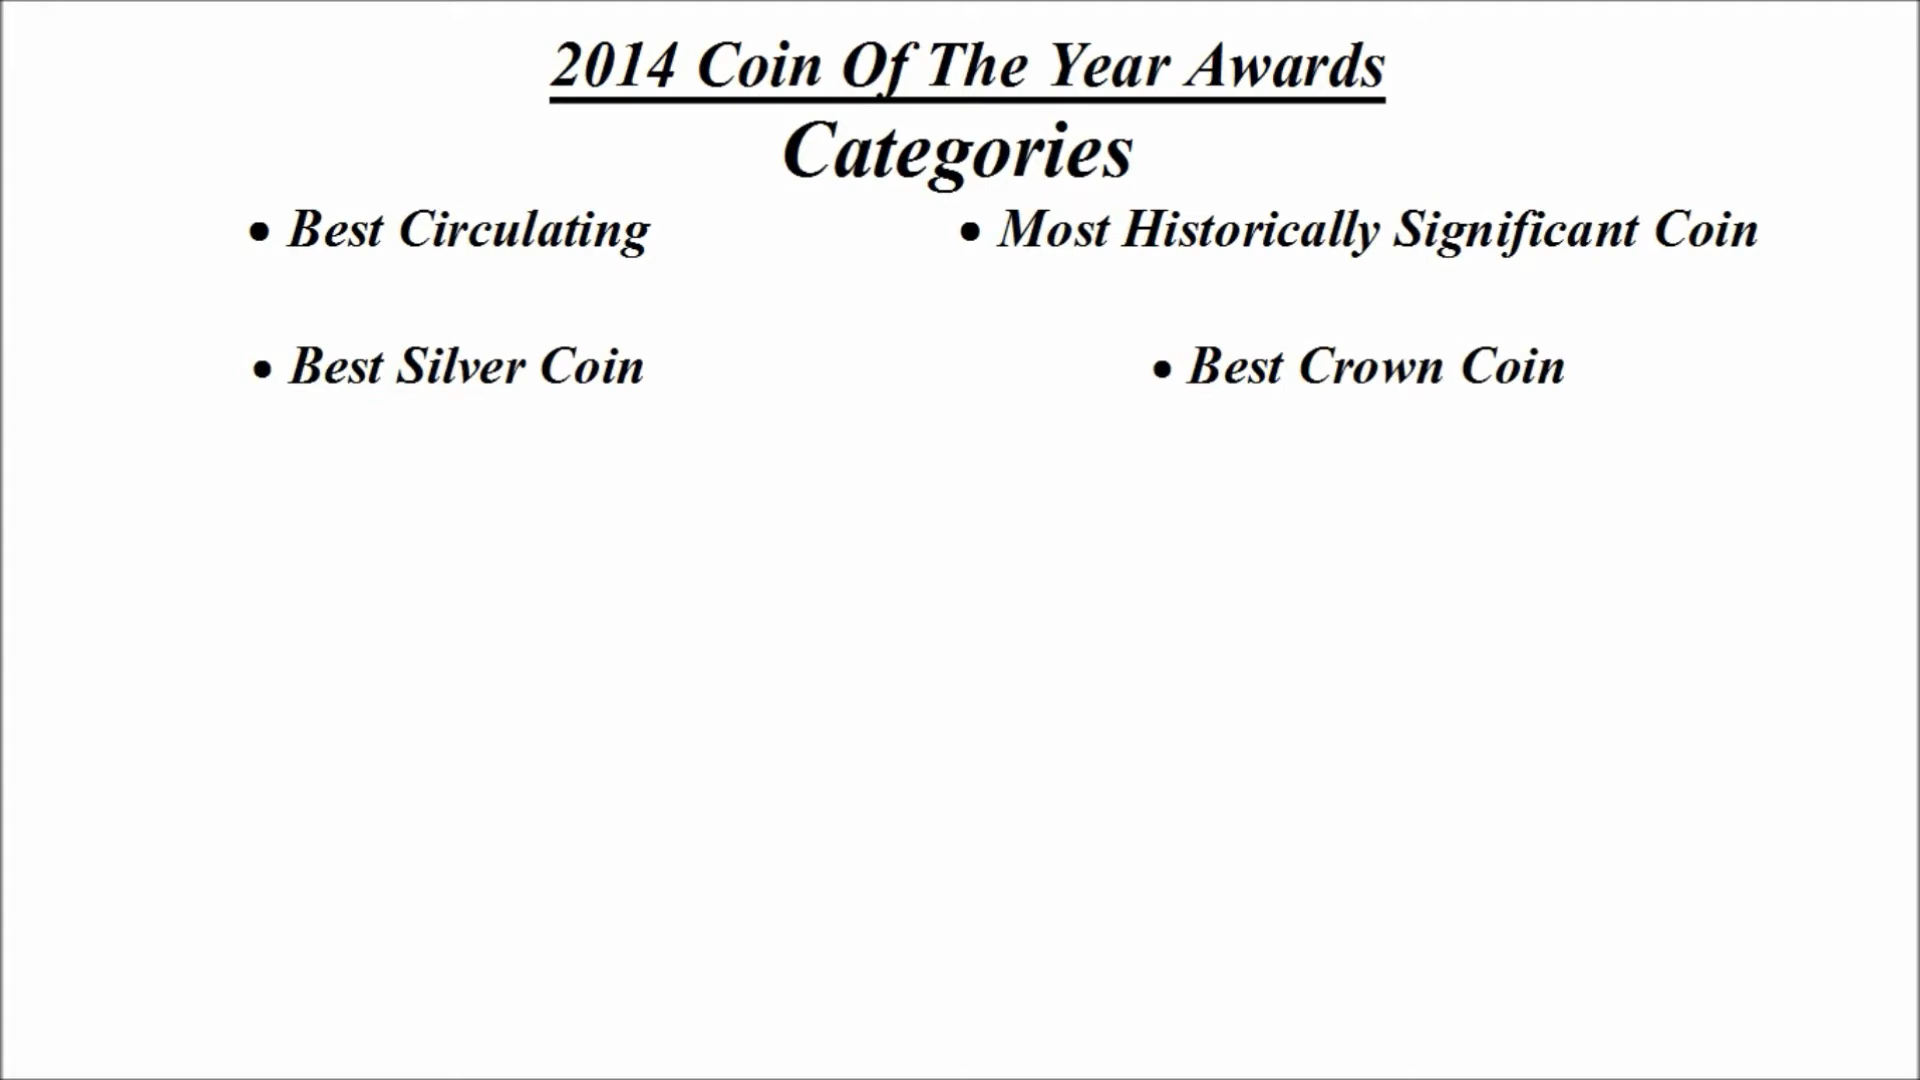 2014 Coin Of The Year Awards
Categories
• Best Circulating
• Most Historically Significant Coin
• Best Silver Coin
• Best Crown Coin